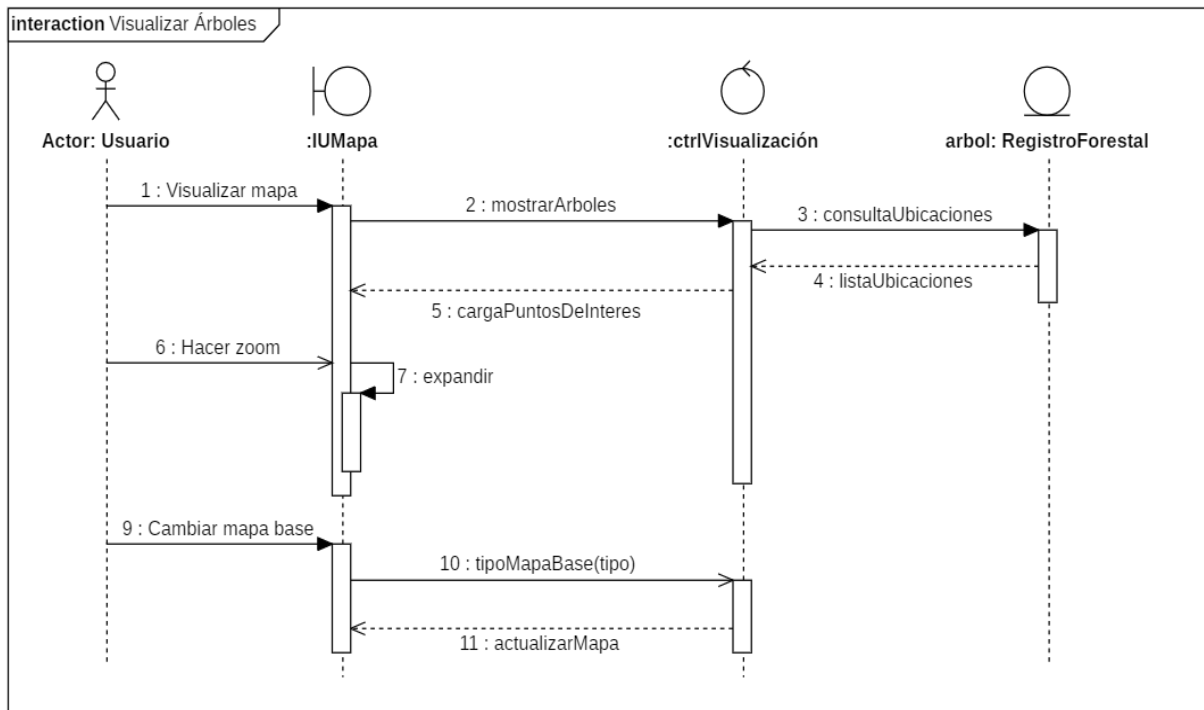 interaction Visualizar Árboles
Actor: Usuario
:IUMapa
:ctrlVisualización
arbol: RegistroForestal
1 : Visualizar mapa
2 : mostrarArboles
3 : consultaUbicaciones
4 : listaUbicaciones
5 : cargaPuntosDeInteres
6 : Hacer zoom
7 : expandir
9 : Cambiar mapa base
10 : tipoMapaBase(tipo)
11 : actualizarMapa